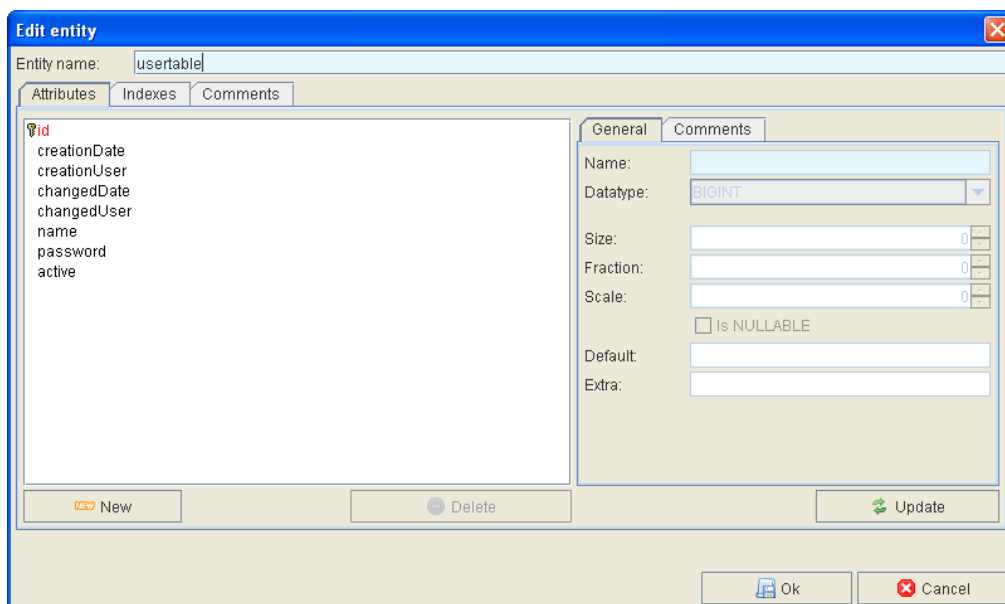 Edit entity
Entity name: usertable
Attributes Indexes Comments
id
creationDate
creationUser
changedDate
changedUser
name
password
active
General Comments
Name:
Datatype: BIGINT
Size: 0
Fraction: 0
Scale: 0
Is NULLABLE
Default:
Extra:
NEW New
Delete
Update
Ok
Cancel